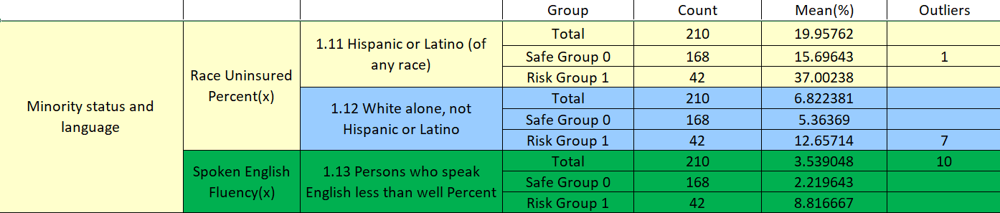 Group Count Mean(%) Outliers
Minority status and
language
Race Uninsured
Percent(x)
1.11 Hispanic or Latino (of
any race)
Total 210 19.95762
Safe Group 0 168 15.69643 1
Risk Group 1 42 37.00238
1.12 White alone, not
Hispanic or Latino
Total 210 6.822381
Safe Group 0 168 5.36369
Risk Group 1 42 12.65714 7
Spoken English
Fluency(x)
1.13 Persons who speak
English less than well Percent
Total 210 3.539048 10
Safe Group 0 168 2.219643
Risk Group 1 42 8.816667